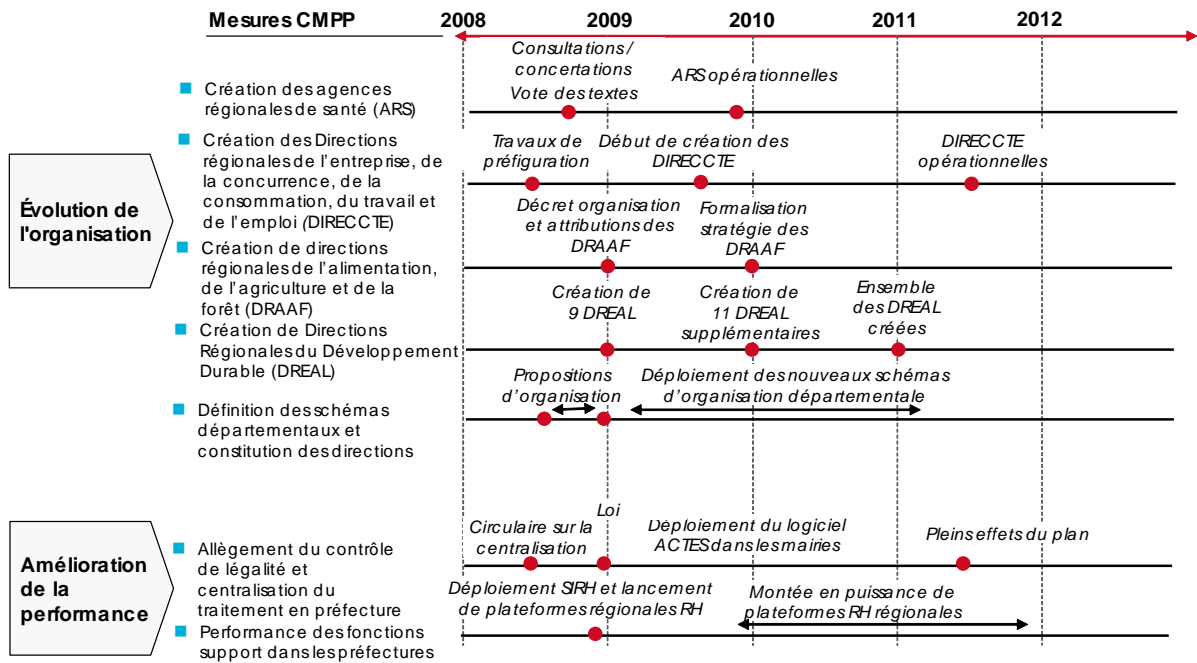 Mesures CMPP 2008 2009 2010 2011 2012
Évolution de
l'organisation
Création des agences
régionales de santé (ARS)
Consultations /
concertations
Vote des textes
ARS opérationnelles
Création des Directions
régionales de l'entreprise, de
la concurrence, de la
consommation, du travail et
de l'emploi (DIRECCTE)
Travaux de
préfiguration
Début de création des
DIRECCTE
DIRECCTE
opérationnelles
Création de directions
régionales de l'alimentation,
de l'agriculture et de la
forêt (DRAAF)
Décret organisation
et attributions des
DRAAF
Formalisation
stratégie des
DRAAF
Création de Directions
Régionales du Développement
Durable (DREAL)
Création de
9 DREAL
Création de
11 DREAL
supplémentaires
Ensemble
des DREAL
créées
Définition des schémas
départementaux et
constitution des directions
Propositions
d'organisation
Déploiement des nouveaux schémas
d'organisation départementale
Amélioration
de la
performance
Allègement du contrôle
de légalité et
centralisation du
traitement en préfecture
Circulaire sur la
centralisation
Loi
Déploiement du logiciel
ACTES dans les mairies
Pleins effets du plan
Performance des fonctions
support dans les préfectures
Déploiement SIRH et lancement
de plateformes régionales RH
Montée en puissance de
plateformes RH régionales